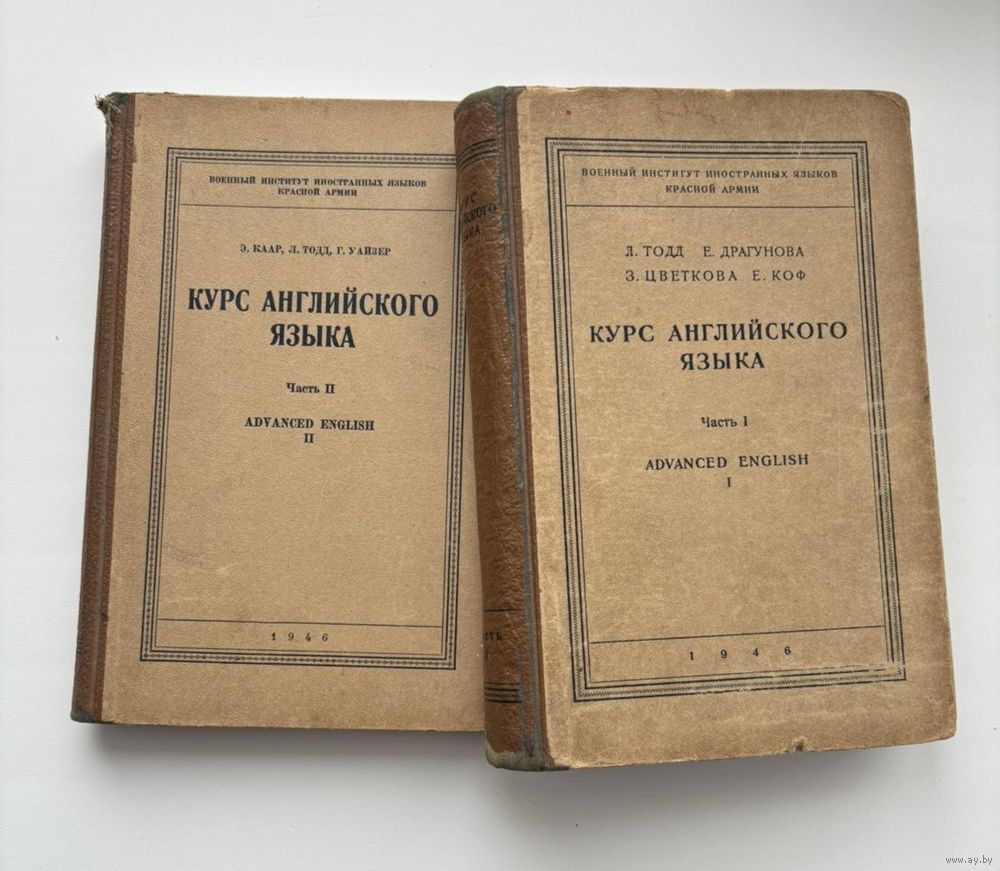 ВОЕННЫЙ ИНСТИТУТ ИНОСТРАННЫХ ЯЗЫКОВ
КРАСНОЙ АРМИИ
Э. КААР, Л. ТОДД, Г. УАЙЗЕР
КУРС АНГЛИЙСКОГО
ЯЗЫКА
Часть II
ADVANCED ENGLISH
II
1946
ВОЕННЫЙ ИНСТИТУТ ИНОСТРАННЫХ ЯЗЫКОВ
КРАСНОЙ АРМИИ
Л. ТОДД Е. ДРАГУНОВА
З. ЦВЕТКОВА Е. КОФ
КУРС АНГЛИЙСКОГО
ЯЗЫКА
Часть I
ADVANCED ENGLISH
I
1946
www.ay.by